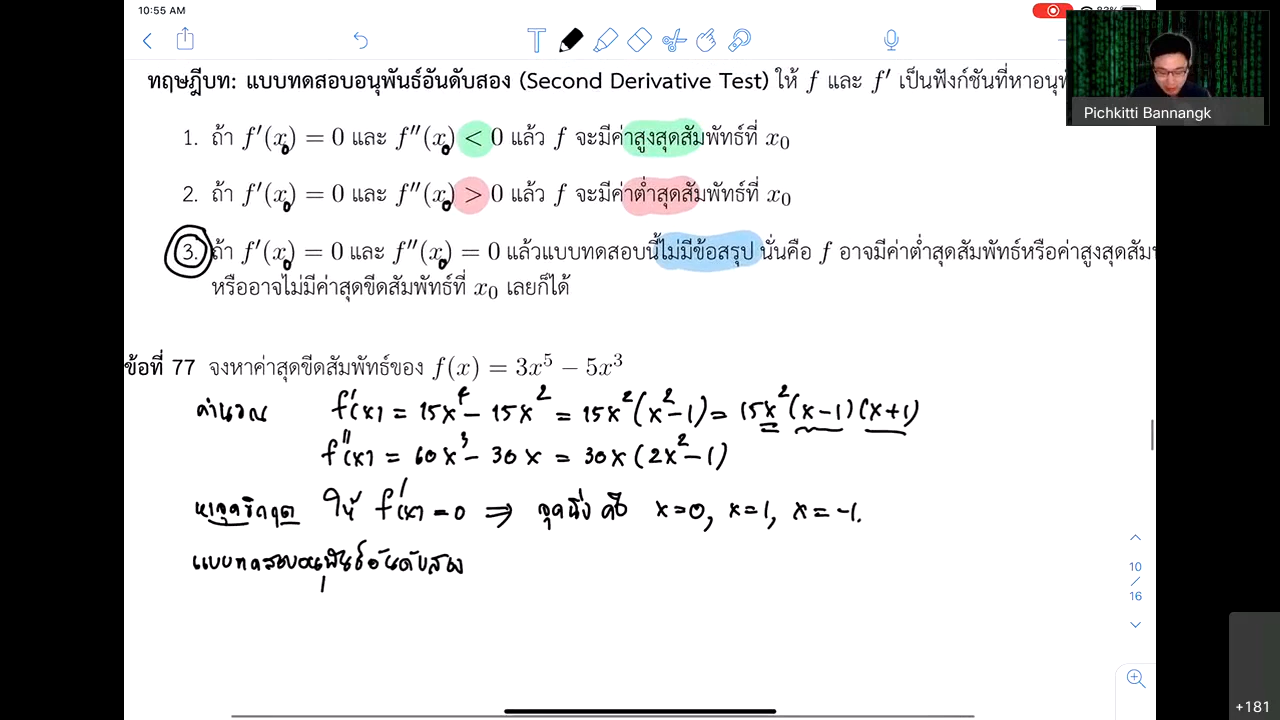 10:55 AM
83%
Pichkitti Bannangk
ทฤษฎีบท: แบบทดสอบอนุพันธ์อันดับสอง (Second Derivative Test) ให้ f และ f′ เป็นฟังก์ชันที่หาอนุพ
1. ถ้า f′(x₀) = 0 และ f″(x₀) < 0 แล้ว f จะมีค่าสูงสุดสัมพัทธ์ที่ x₀
2. ถ้า f′(x₀) = 0 และ f″(x₀) > 0 แล้ว f จะมีค่าต่ำสุดสัมพัทธ์ที่ x₀
3. ถ้า f′(x₀) = 0 และ f″(x₀) = 0 แล้วแบบทดสอบนี้ไม่มีข้อสรุป นั่นคือ f อาจมีค่าต่ำสุดสัมพัทธ์หรือค่าสูงสุดสัม
หรืออาจไม่มีค่าสุดขีดสัมพัทธ์ที่ x₀ เลยก็ได้
ข้อที่ 77 จงหาค่าสุดขีดสัมพัทธ์ของ f(x) = 3x⁵ − 5x³
คำนวณ f′(x) = 15x⁴ − 15x² = 15x²(x²−1) = 15x²(x−1)(x+1)
f″(x) = 60x³ − 30x = 30x(2x²−1)
หาจุดวิกฤต ให้ f′(x) = 0 ⇒ จุดนิ่ง คือ x=0, x=1, x=−1.
แบบทดสอบอนุพันธ์อันดับสอง
10
/
16
+181